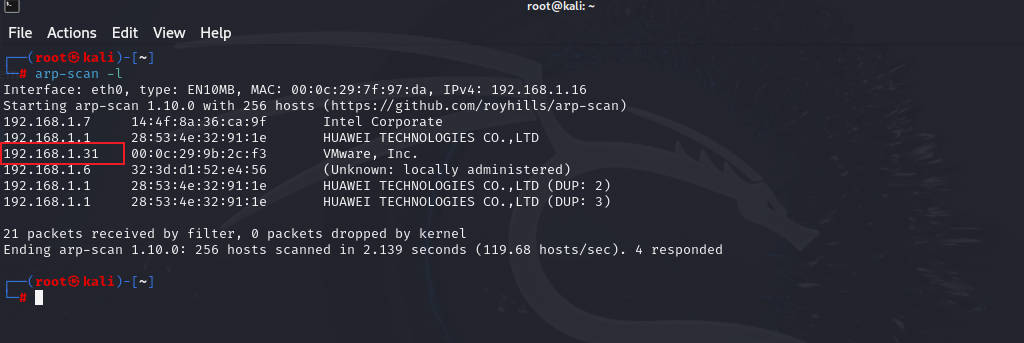 root@kali: ~
File Actions Edit View Help
┌──(root㉿kali)-[~]
└─# arp-scan -l
Interface: eth0, type: EN10MB, MAC: 00:0c:29:7f:97:da, IPv4: 192.168.1.16
Starting arp-scan 1.10.0 with 256 hosts (https://github.com/royhills/arp-scan)
192.168.1.7 14:4f:8a:36:ca:9f Intel Corporate
192.168.1.1 28:53:4e:32:91:1e HUAWEI TECHNOLOGIES CO.,LTD
192.168.1.31 00:0c:29:9b:2c:f3 VMware, Inc.
192.168.1.6 32:3d:d1:52:e4:56 (Unknown: locally administered)
192.168.1.1 28:53:4e:32:91:1e HUAWEI TECHNOLOGIES CO.,LTD (DUP: 2)
192.168.1.1 28:53:4e:32:91:1e HUAWEI TECHNOLOGIES CO.,LTD (DUP: 3)
21 packets received by filter, 0 packets dropped by kernel
Ending arp-scan 1.10.0: 256 hosts scanned in 2.139 seconds (119.68 hosts/sec). 4 responded
┌──(root㉿kali)-[~]
└─#